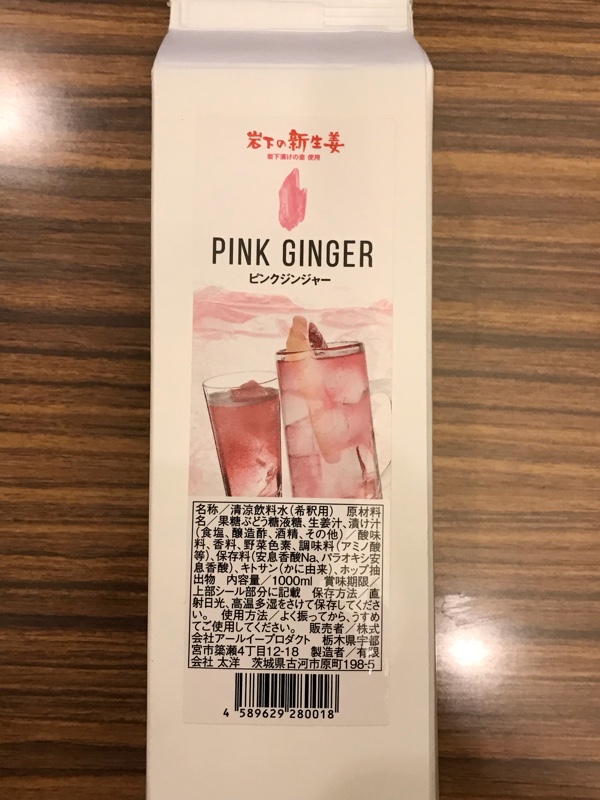 岩下の新生姜
岩下漬けの素 使用
PINK GINGER
ピンクジンジャー
名称／清涼飲料水（希釈用） 原材料
名／果糖ぶどう糖液糖、生姜汁、漬け汁
（食塩、醸造酢、酒精、その他）／酸味
料、香料、野菜色素、調味料（アミノ酸
等）、保存料（安息香酸Na、パラオキシ安
息香酸）、キトサン（かに由来）、ホップ抽
出物 内容量／1000ml 賞味期限／
上部シール部分に記載 保存方法／直
射日光、高温多湿をさけて保存してくださ
い。 使用方法／よく振ってから、うすめ
てご使用してください。 販売者／株式
会社アールイープロダクト 栃木県宇都
宮市簗瀬4丁目12-18 製造者／有限
会社 太洋 茨城県古河市原町198-5
4 589629 280018